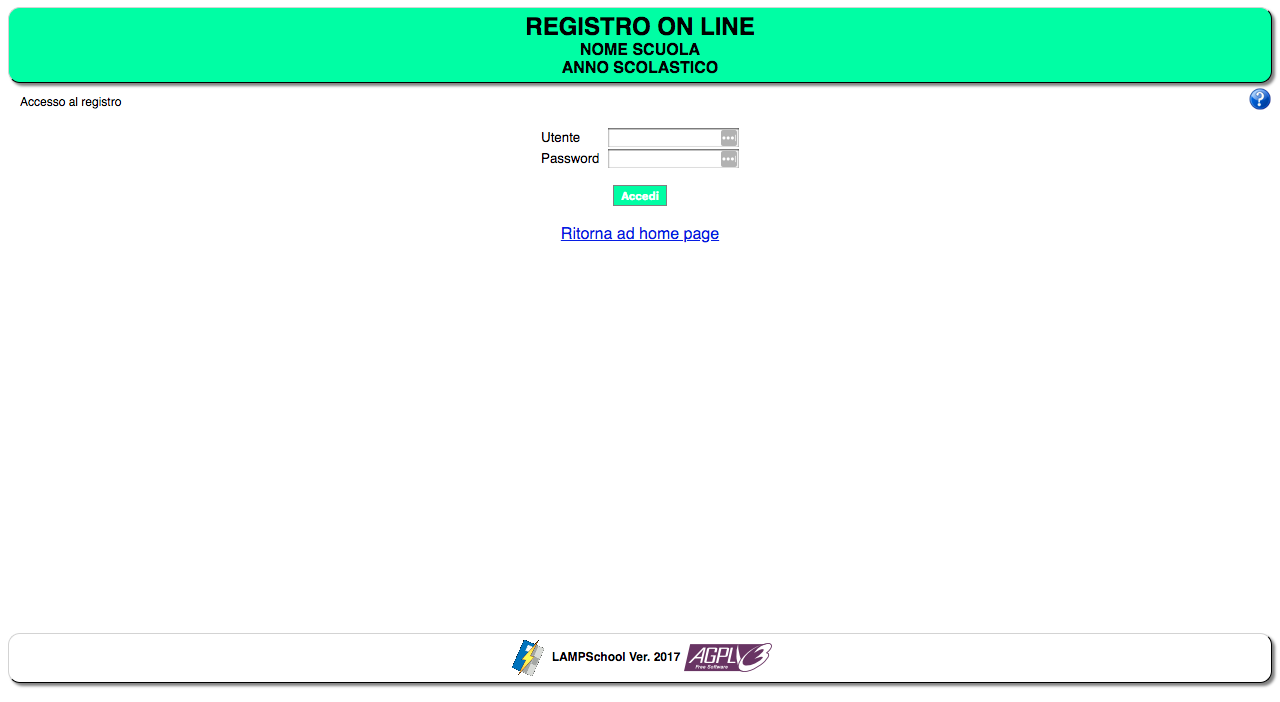 REGISTRO ON LINE
NOME SCUOLA
ANNO SCOLASTICO
Accesso al registro
?
Utente
Password
Accedi
Ritorna ad home page
LAMPSchool Ver. 2017 AGPLV3
Free Software